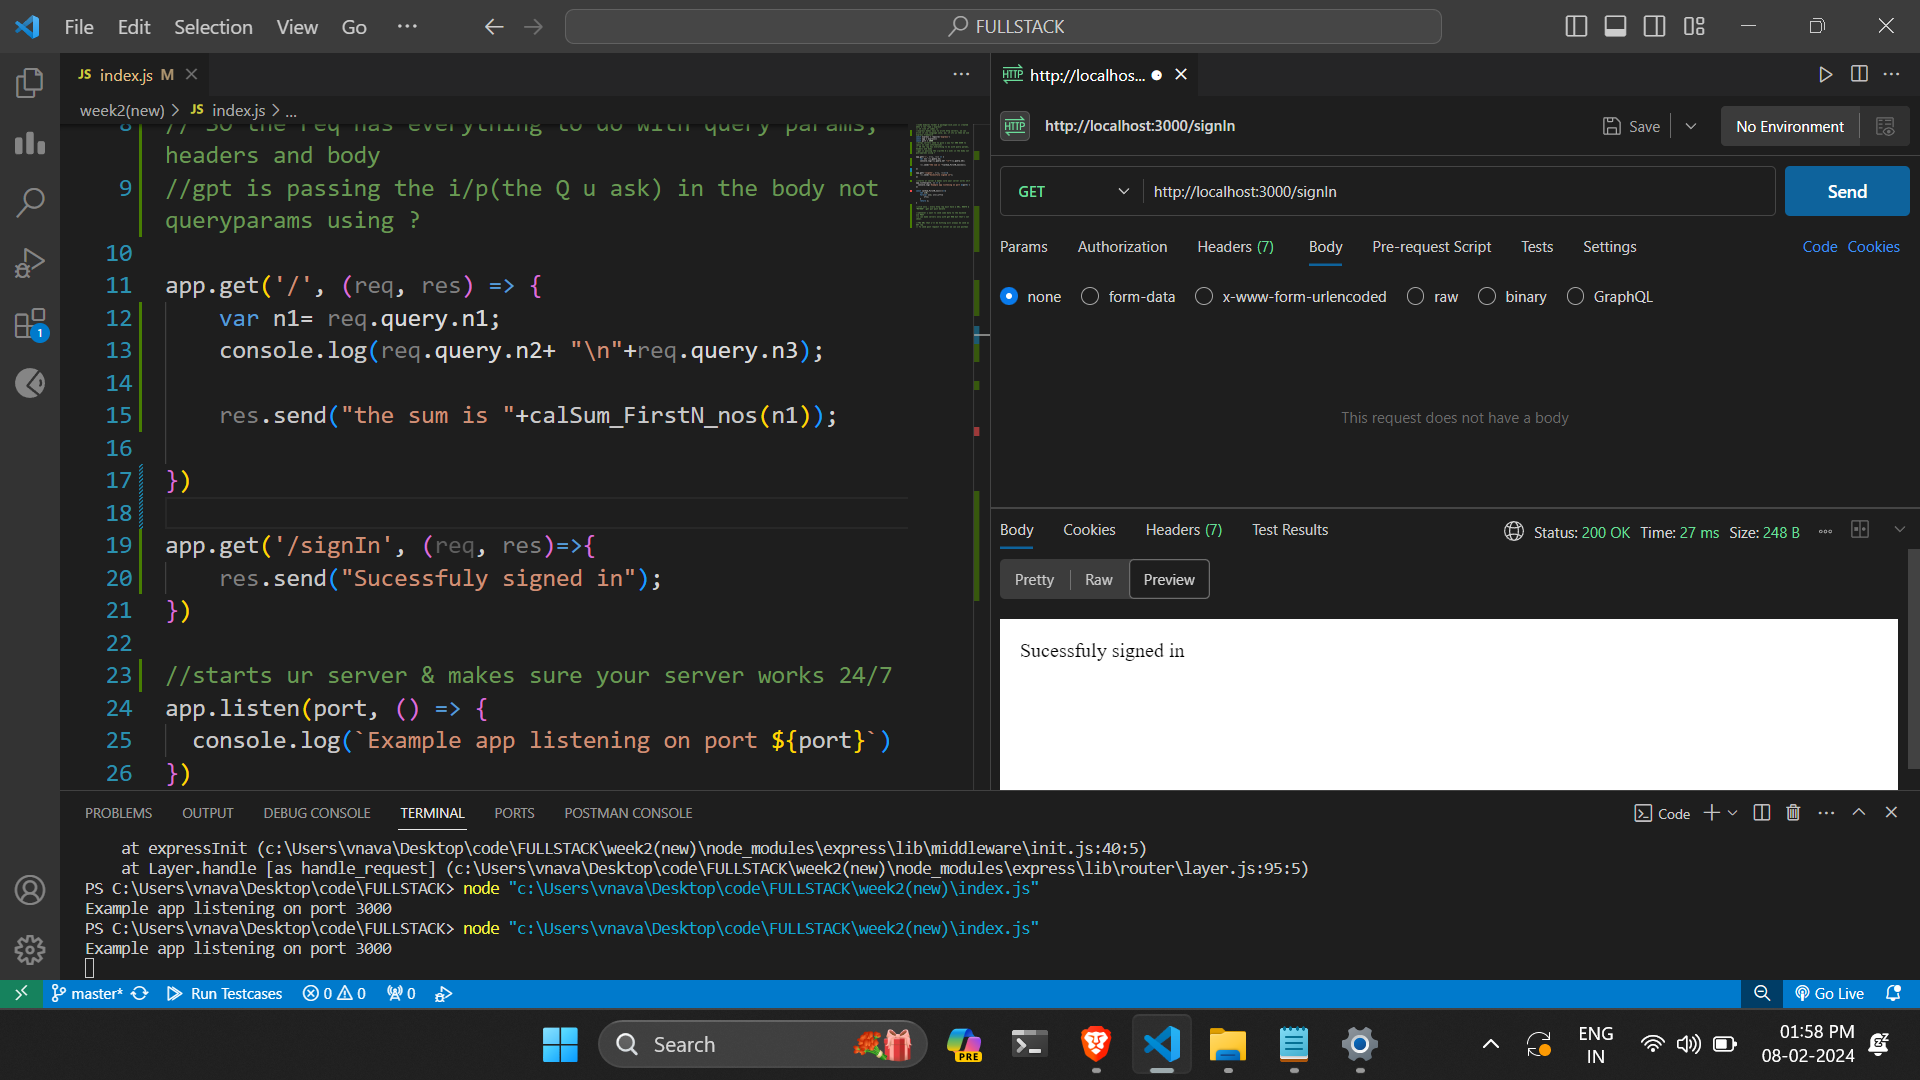 File Edit Selection View Go ··· FULLSTACK
JS index.js M
week2(new) > JS index.js > ...
8 // So the req has everything to do with query params,
headers and body
9 //gpt is passing the i/p(the Q u ask) in the body not
queryparams using ?
10
11 app.get('/', (req, res) => {
12 var n1= req.query.n1;
13 console.log(req.query.n2+ "\n"+req.query.n3);
14
15 res.send("the sum is "+calSum_FirstN_nos(n1));
16
17 })
18
19 app.get('/signIn', (req, res)=>{
20 res.send("Sucessfuly signed in");
21 })
22
23 //starts ur server & makes sure your server works 24/7
24 app.listen(port, () => {
25 console.log(`Example app listening on port ${port}`)
26 })
HTTP http://localhos...
HTTP http://localhost:3000/signIn Save No Environment
GET http://localhost:3000/signIn Send
Params Authorization Headers (7) Body Pre-request Script Tests Settings Code Cookies
none form-data x-www-form-urlencoded raw binary GraphQL
This request does not have a body
Body Cookies Headers (7) Test Results Status: 200 OK Time: 27 ms Size: 248 B
Pretty Raw Preview
Sucessfuly signed in
PROBLEMS OUTPUT DEBUG CONSOLE TERMINAL PORTS POSTMAN CONSOLE Code
at expressInit (c:\Users\vnava\Desktop\code\FULLSTACK\week2(new)\node_modules\express\lib\middleware\init.js:40:5)
at Layer.handle [as handle_request] (c:\Users\vnava\Desktop\code\FULLSTACK\week2(new)\node_modules\express\lib\router\layer.js:95:5)
PS C:\Users\vnava\Desktop\code\FULLSTACK> node "c:\Users\vnava\Desktop\code\FULLSTACK\week2(new)\index.js"
Example app listening on port 3000
PS C:\Users\vnava\Desktop\code\FULLSTACK> node "c:\Users\vnava\Desktop\code\FULLSTACK\week2(new)\index.js"
Example app listening on port 3000
1
master* Run Testcases 0 0 0 Go Live
Search
PRE
ENG
IN
01:58 PM
08-02-2024